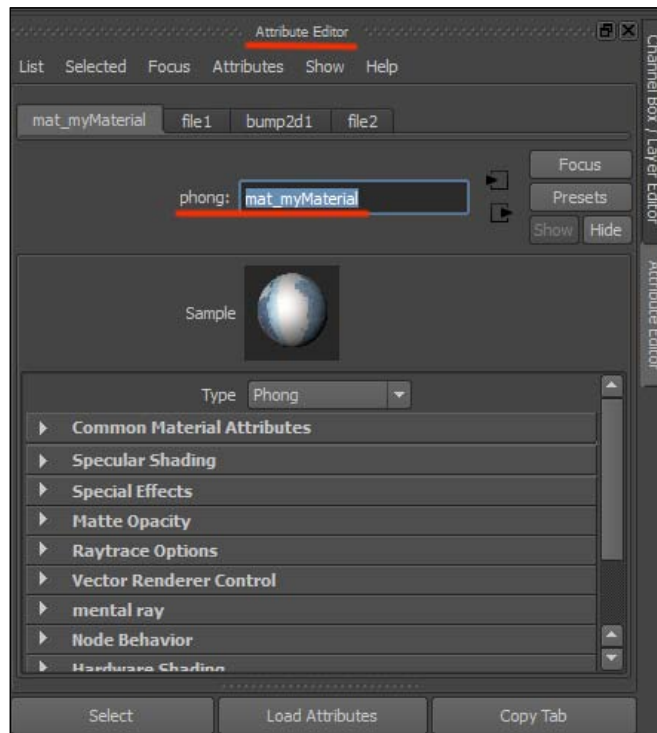 Attribute Editor
List Selected Focus Attributes Show Help
mat_myMaterial file1 bump2d1 file2
Focus
phong: mat_myMaterial
Presets
Show Hide
Sample
Type Phong
Common Material Attributes
Specular Shading
Special Effects
Matte Opacity
Raytrace Options
Vector Renderer Control
mental ray
Node Behavior
Hardware Shading
Select Load Attributes Copy Tab
Channel Box / Layer Editor
Attribute Editor